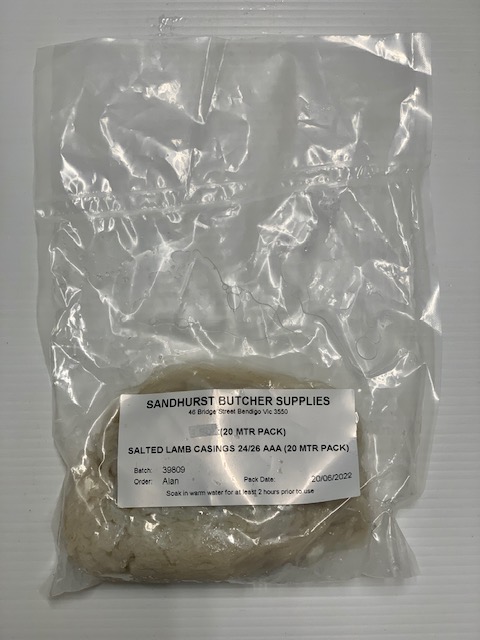 SANDHURST BUTCHER SUPPLIES
46 Bridge Street Bendigo Vic 3550
(20 MTR PACK)
SALTED LAMB CASINGS 24/26 AAA (20 MTR PACK)
Batch: 39809
Order: Alan Pack Date: 20/06/2022
Soak in warm water for at least 2 hours prior to use